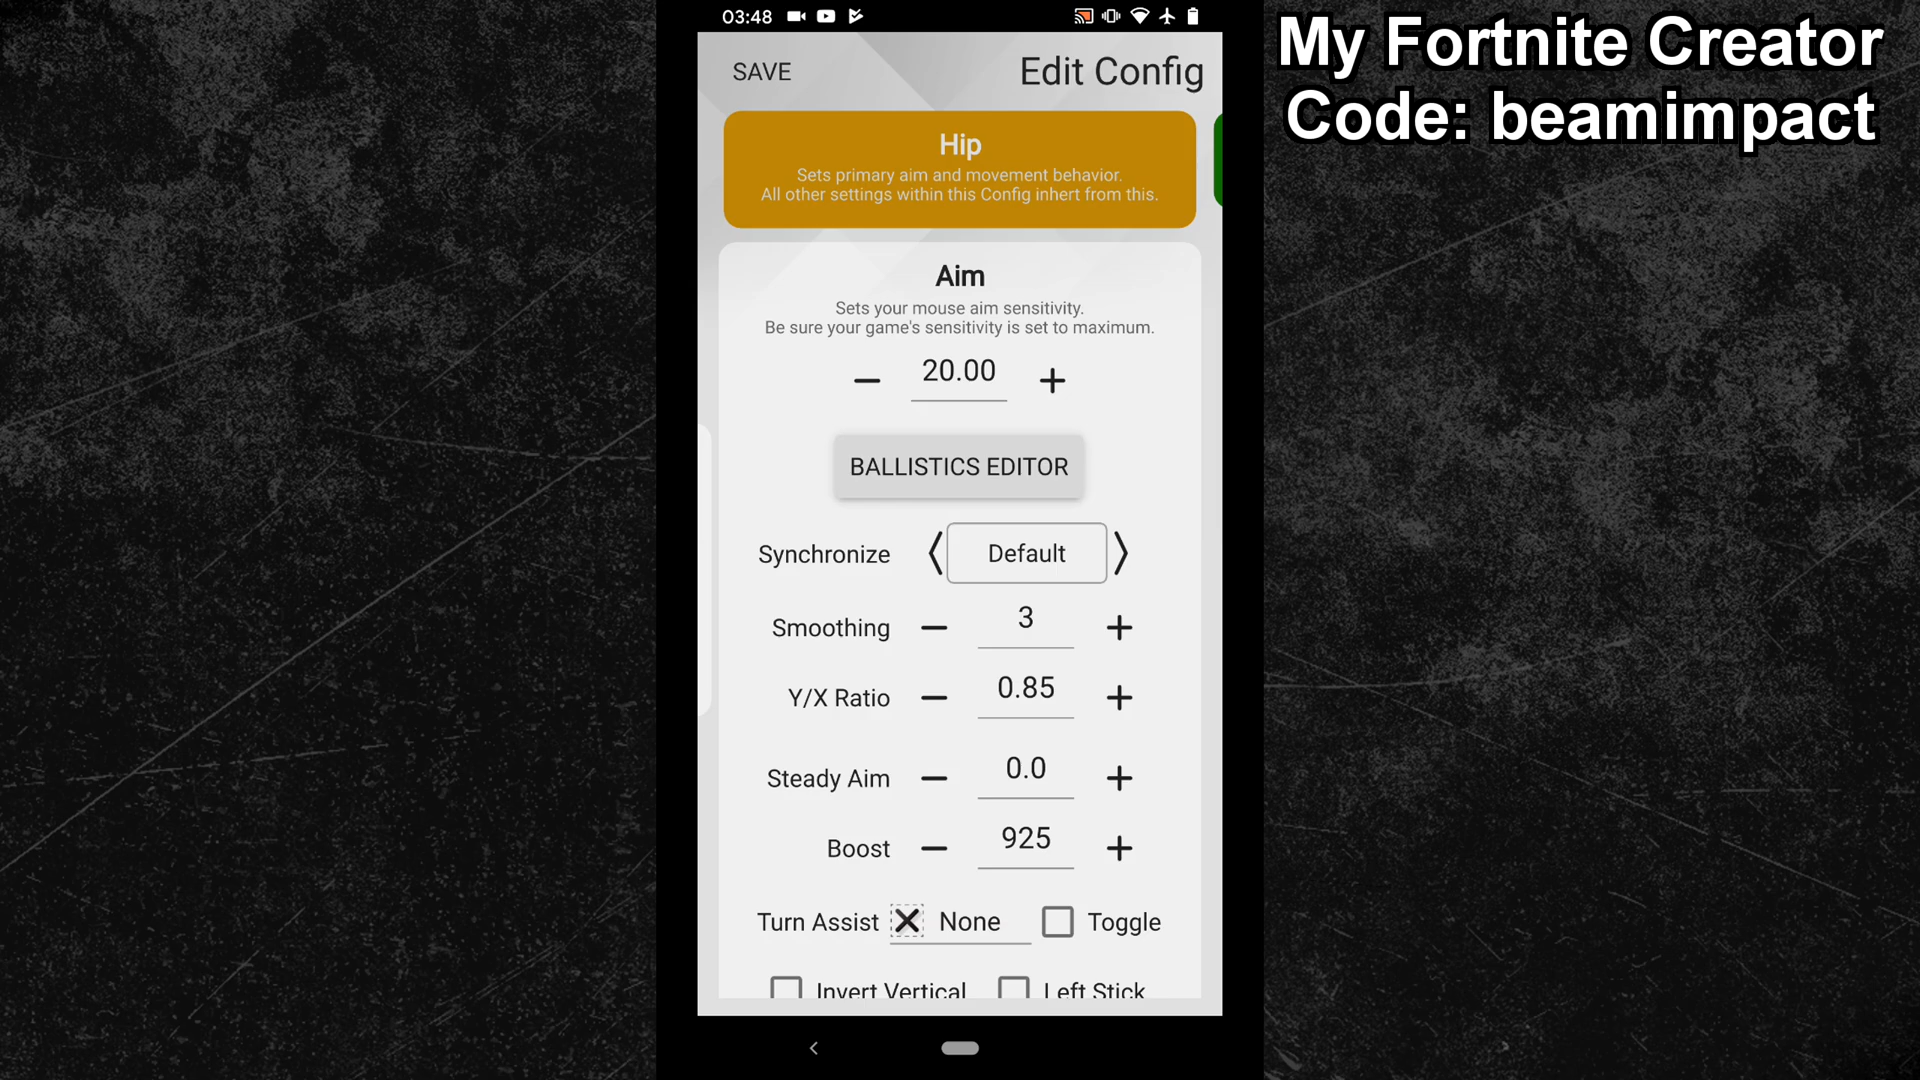 03:48
My Fortnite Creator
Code: beamimpact
SAVE
Edit Config
Hip
Sets primary aim and movement behavior.
All other settings within this Config inhert from this.
Aim
Sets your mouse aim sensitivity.
Be sure your game's sensitivity is set to maximum.
− 20.00 +
BALLISTICS EDITOR
Synchronize Default
Smoothing − 3 +
Y/X Ratio − 0.85 +
Steady Aim − 0.0 +
Boost − 925 +
Turn Assist None Toggle
Invert Vertical Left Stick